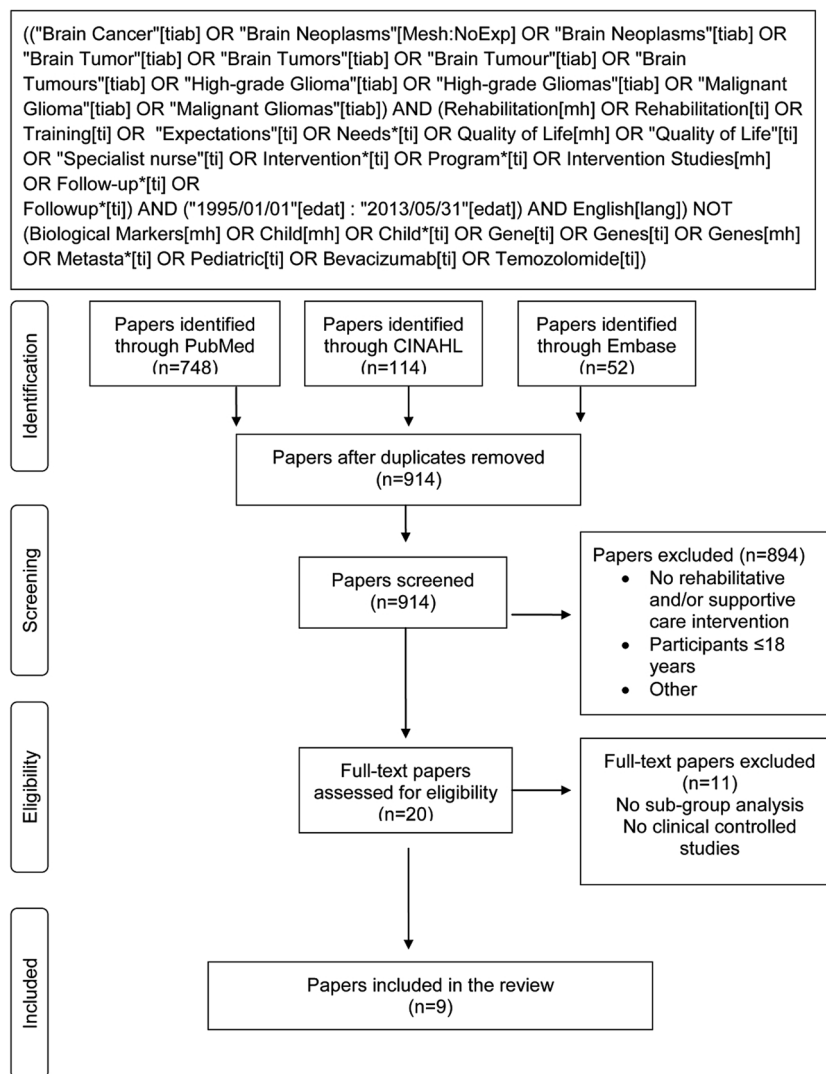 (("Brain Cancer"[tiab] OR "Brain Neoplasms"[Mesh:NoExp] OR "Brain Neoplasms"[tiab] OR
"Brain Tumor"[tiab] OR "Brain Tumors"[tiab] OR "Brain Tumour"[tiab] OR "Brain
Tumours"[tiab] OR "High-grade Glioma"[tiab] OR "High-grade Gliomas"[tiab] OR "Malignant
Glioma"[tiab] OR "Malignant Gliomas"[tiab]) AND (Rehabilitation[mh] OR Rehabilitation[ti] OR
Training[ti] OR "Expectations"[ti] OR Needs*[ti] OR Quality of Life[mh] OR "Quality of Life"[ti]
OR "Specialist nurse"[ti] OR Intervention*[ti] OR Program*[ti] OR Intervention Studies[mh]
OR Follow-up*[ti] OR
Followup*[ti]) AND ("1995/01/01"[edat] : "2013/05/31"[edat]) AND English[lang]) NOT
(Biological Markers[mh] OR Child[mh] OR Child*[ti] OR Gene[ti] OR Genes[ti] OR Genes[mh]
OR Metasta*[ti] OR Pediatric[ti] OR Bevacizumab[ti] OR Temozolomide[ti])
Identification
Papers identified
through PubMed
(n=748)
Papers identified
through CINAHL
(n=114)
Papers identified
through Embase
(n=52)
Papers after duplicates removed
(n=914)
Screening
Papers screened
(n=914)
Papers excluded (n=894)
• No rehabilitative
and/or supportive
care intervention
• Participants ≤18
years
• Other
Eligibility
Full-text papers
assessed for eligibility
(n=20)
Full-text papers excluded
(n=11)
No sub-group analysis
No clinical controlled
studies
Included
Papers included in the review
(n=9)